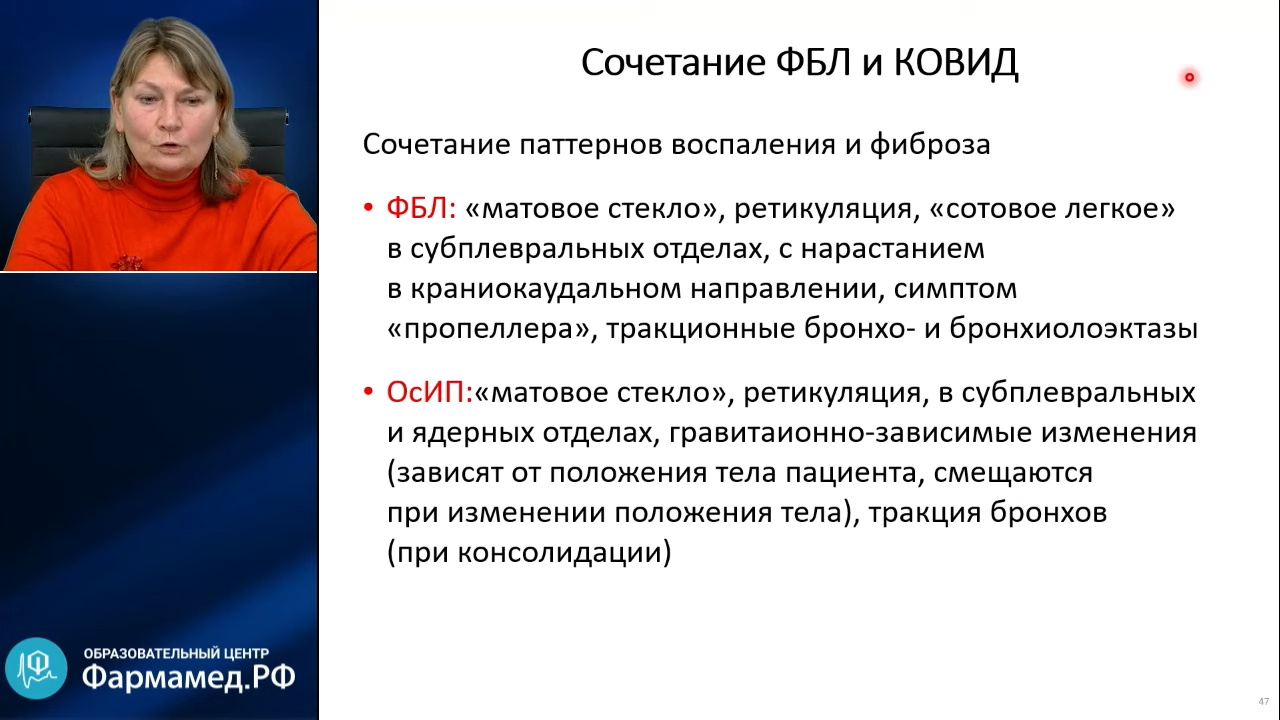 Сочетание ФБЛ и КОВИД
Сочетание паттернов воспаления и фиброза
• ФБЛ: «матовое стекло», ретикуляция, «сотовое легкое»
в субплевральных отделах, с нарастанием
в краниокаудальном направлении, симптом
«пропеллера», тракционные бронхо- и бронхиолоэктазы
• ОсИП:«матовое стекло», ретикуляция, в субплевральных
и ядерных отделах, гравитаионно-зависимые изменения
(зависят от положения тела пациента, смещаются
при изменении положения тела), тракция бронхов
(при консолидации)
ОБРАЗОВАТЕЛЬНЫЙ ЦЕНТР
Фармамед.РФ
47